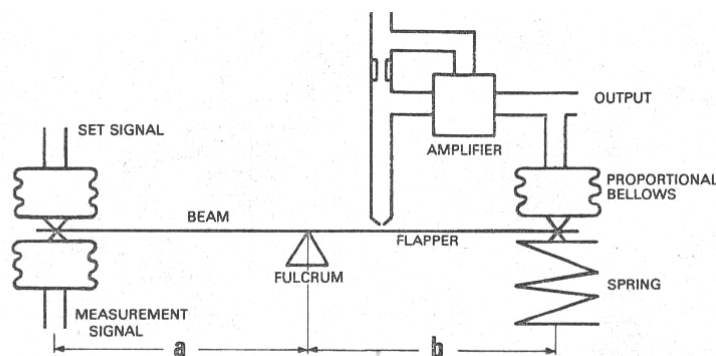 OUTPUT
SET SIGNAL
AMPLIFIER
PROPORTIONAL
BELLOWS
BEAM
FLAPPER
FULCRUM
SPRING
MEASUREMENT
SIGNAL
a
b